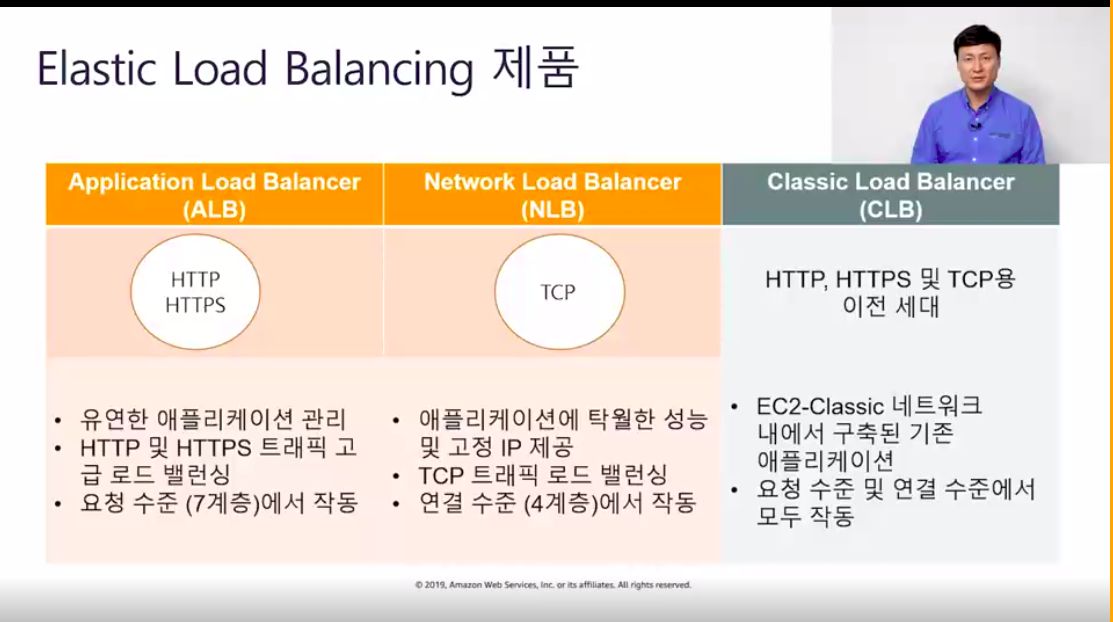 Elastic Load Balancing 제품
Application Load Balancer
(ALB)
Network Load Balancer
(NLB)
Classic Load Balancer
(CLB)
HTTP
HTTPS
TCP
HTTP, HTTPS 및 TCP용
이전 세대
• 유연한 애플리케이션 관리
• HTTP 및 HTTPS 트래픽 고
급 로드 밸런싱
• 요청 수준 (7계층)에서 작동
• 애플리케이션에 탁월한 성능
및 고정 IP 제공
• TCP 트래픽 로드 밸런싱
• 연결 수준 (4계층)에서 작동
• EC2-Classic 네트워크
내에서 구축된 기존
애플리케이션
• 요청 수준 및 연결 수준에서
모두 작동
© 2019, Amazon Web Services, Inc. or its affiliates. All rights reserved.